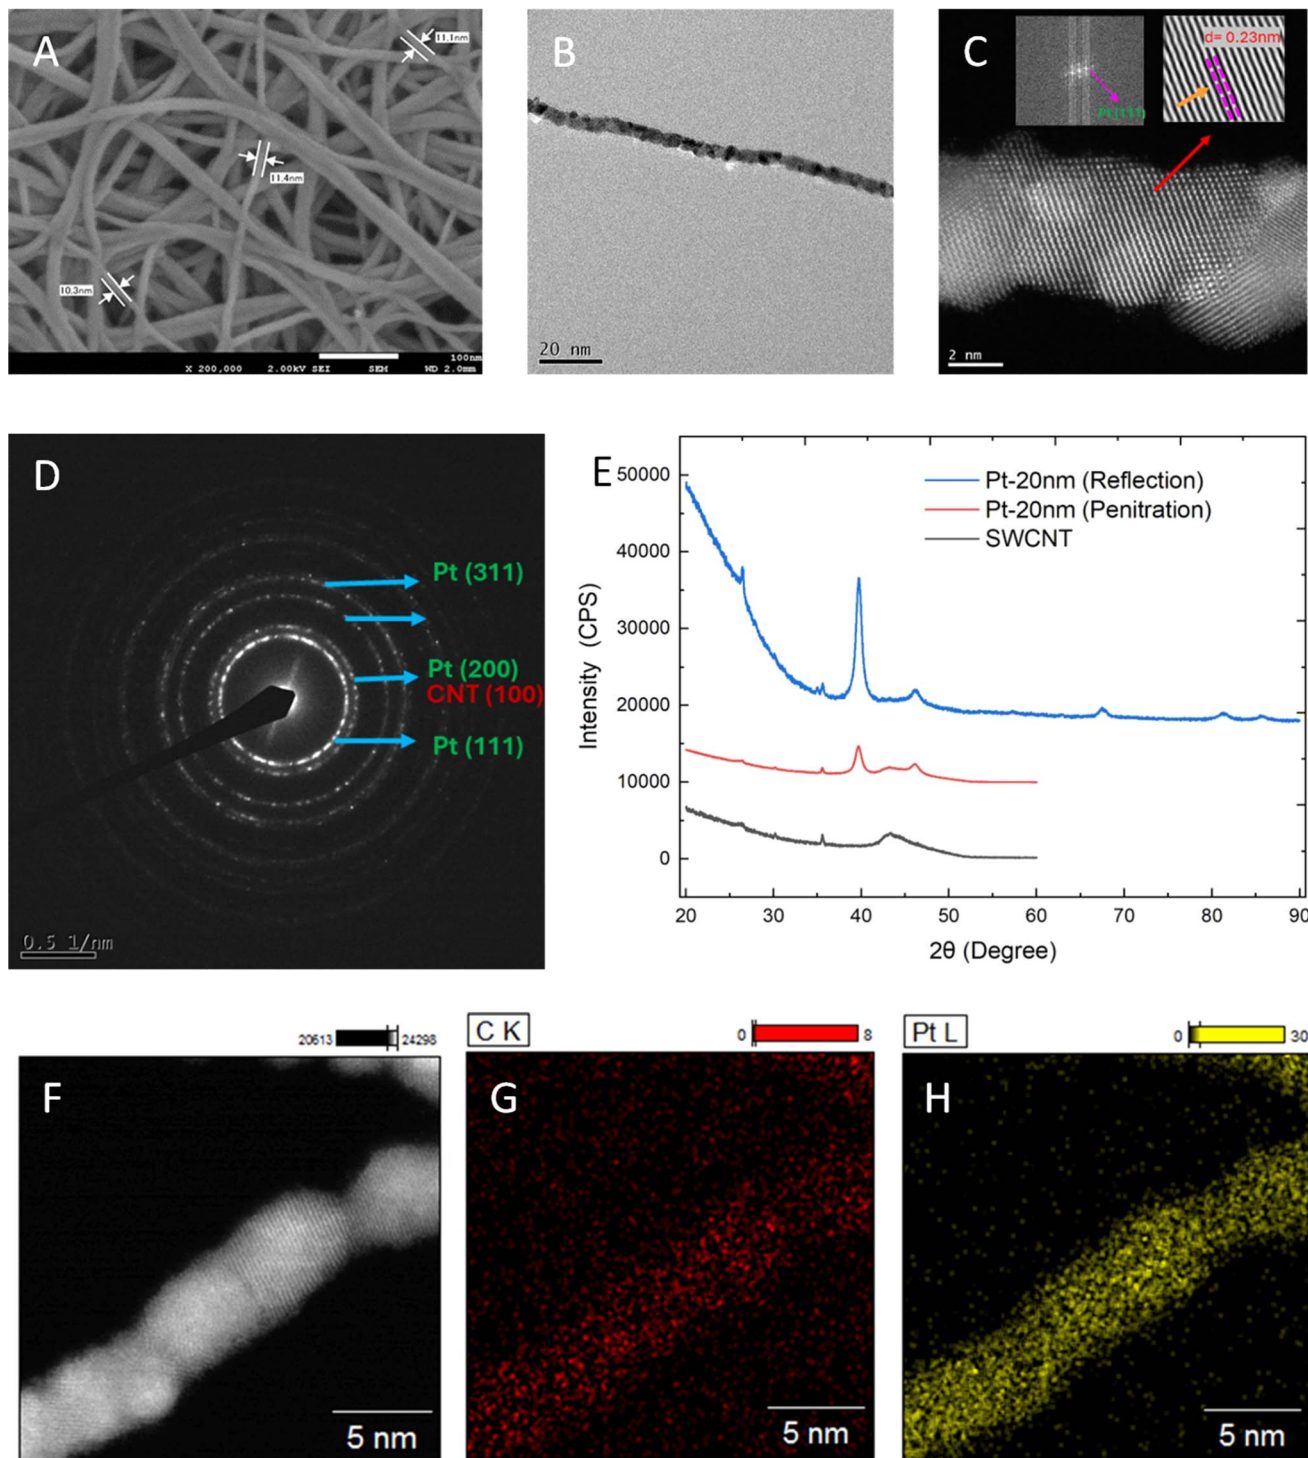 A
11.1nm
11.4nm
10.3nm
100nm
X 200,000 2.00kV SEI SEM WD 2.0mm
B
20 nm
C
Pt (111)
d= 0.23nm
2 nm
D
Pt (311)
Pt (200)
CNT (100)
Pt (111)
0.5 1/nm
E
Pt-20nm (Reflection)
Pt-20nm (Penitration)
SWCNT
50000
40000
30000
20000
10000
0
Intensity (CPS)
20 30 40 50 60 70 80 90
2θ (Degree)
20613 24298
F
5 nm
C K
0 8
G
5 nm
Pt L
0 30
H
5 nm